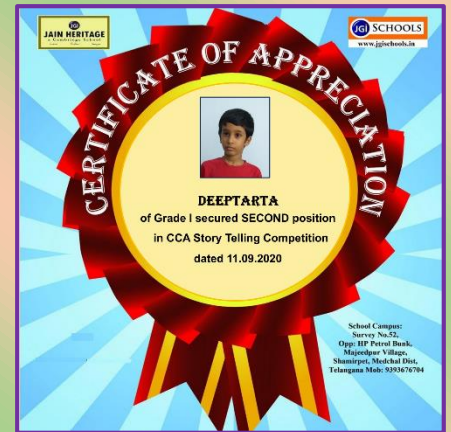 JAIN HERITAGE
a Cambridge School
JGI SCHOOLS
www.jgischools.in
CERTIFICATE OF APPRECIATION
DEEPTARTA
of Grade I secured SECOND position
in CCA Story Telling Competition
dated 11.09.2020
School Campus:
Survey No.52,
Opp: HP Petrol Bunk,
Majeedpur Village,
Shamirpet, Medchal Dist,
Telangana Mob: 9393676704